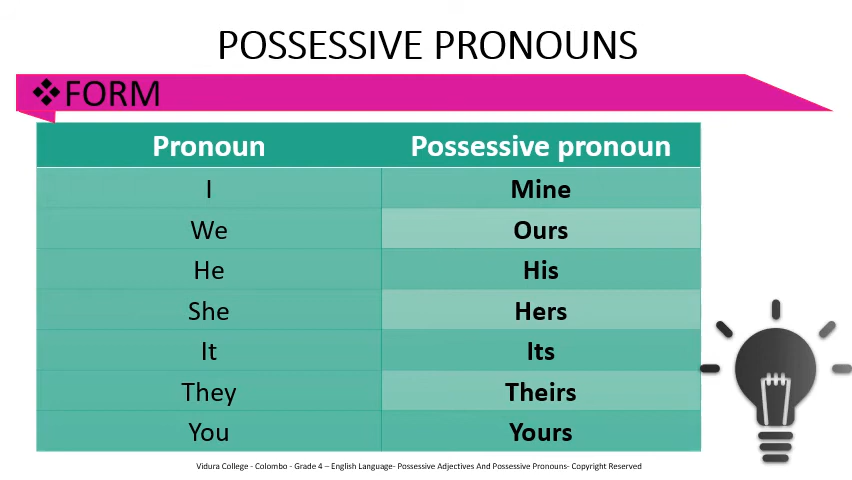 POSSESSIVE PRONOUNS
❖FORM
Pronoun Possessive pronoun
I Mine
We Ours
He His
She Hers
It Its
They Theirs
You Yours
Vidura College - Colombo - Grade 4 – English Language- Possessive Adjectives And Possessive Pronouns- Copyright Reserved